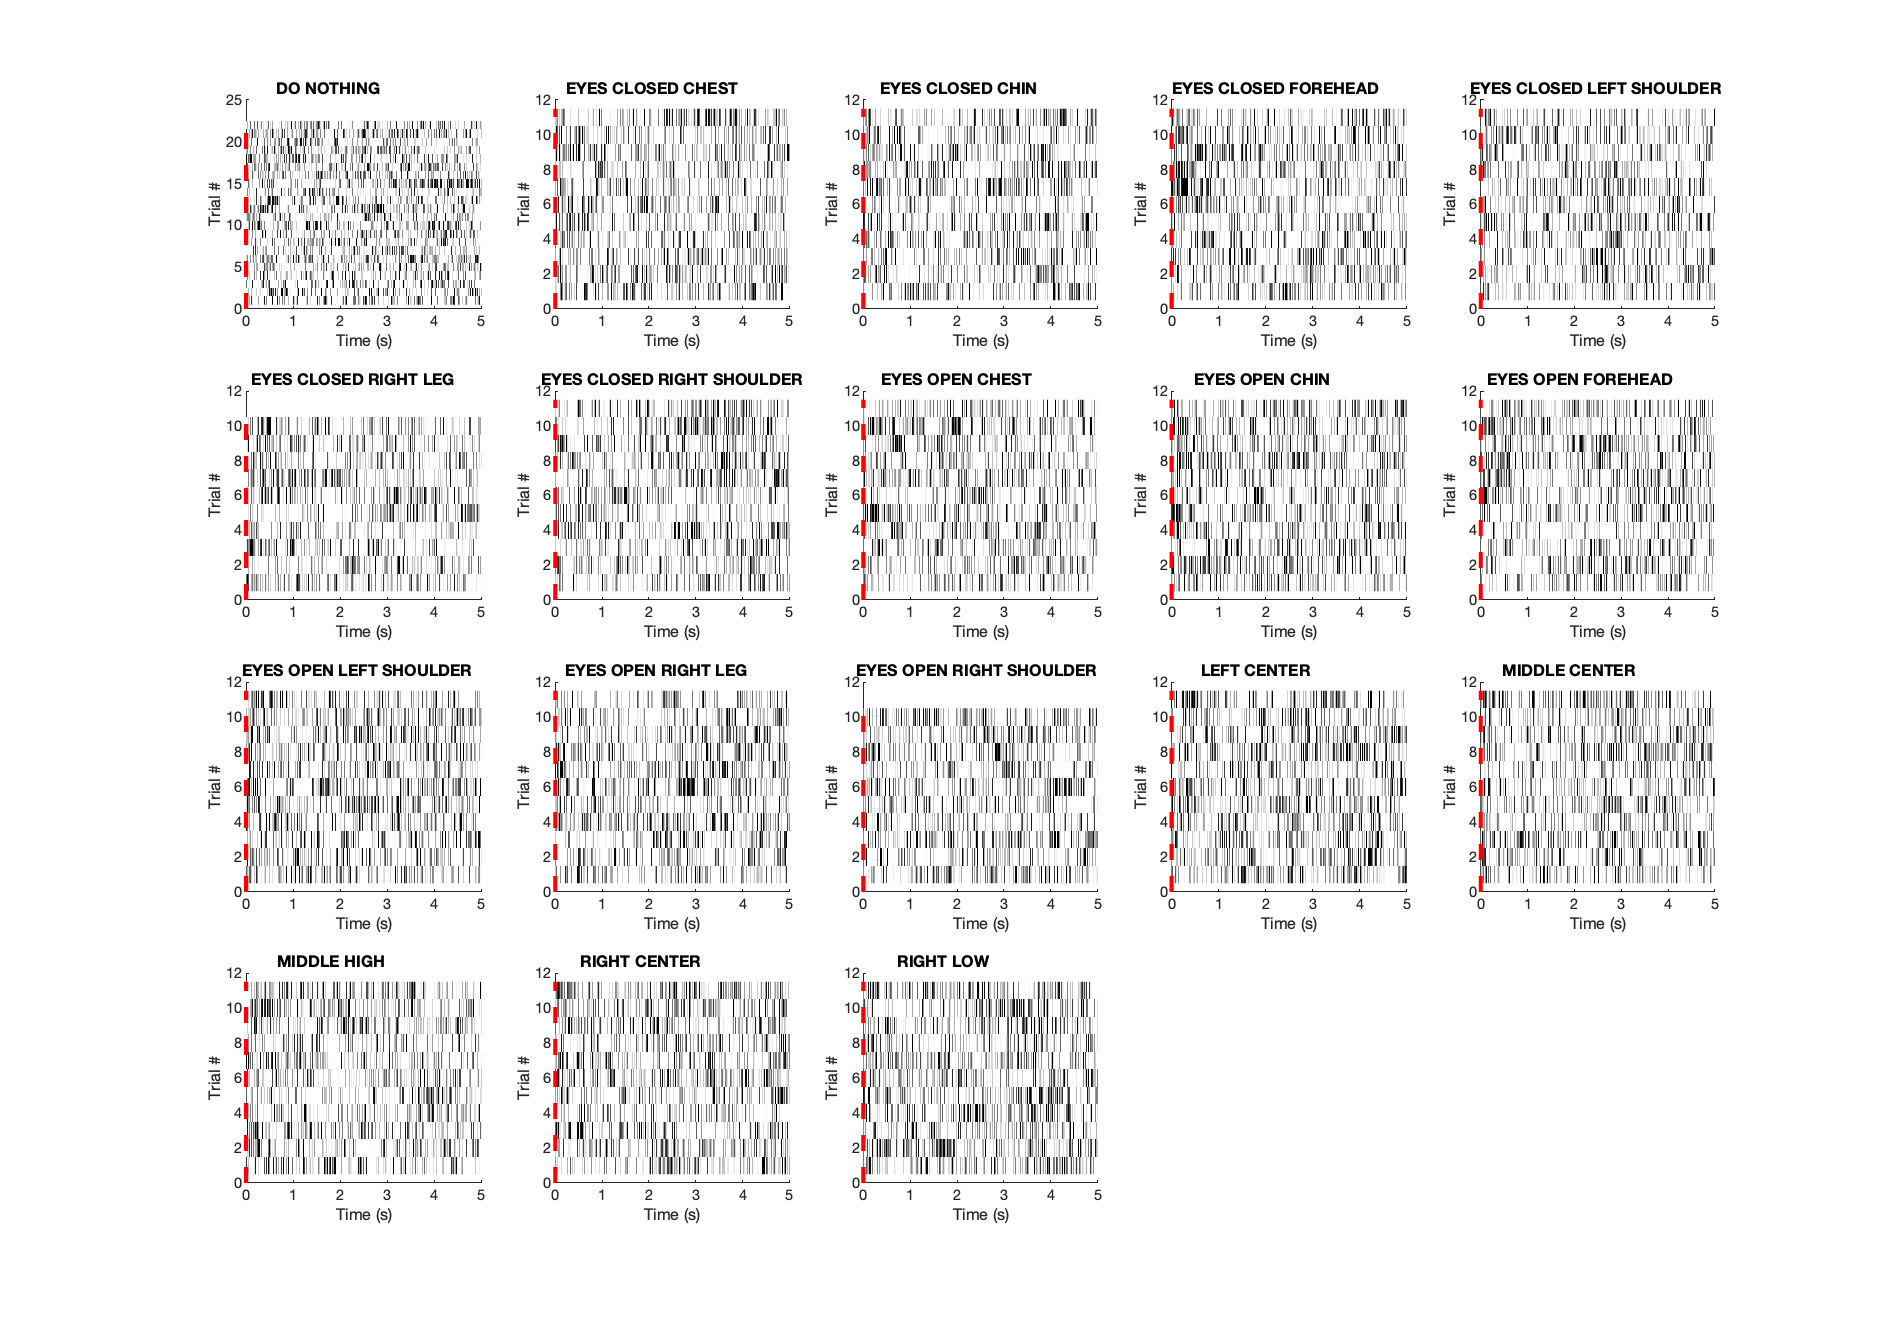 DO NOTHING
25
20
15
10
5
0
Trial #
0 1 2 3 4 5
Time (s)
EYES CLOSED CHEST
12
10
8
6
4
2
0
Trial #
0 1 2 3 4 5
Time (s)
EYES CLOSED CHIN
12
10
8
6
4
2
0
Trial #
0 1 2 3 4 5
Time (s)
EYES CLOSED FOREHEAD
12
10
8
6
4
2
0
Trial #
0 1 2 3 4 5
Time (s)
EYES CLOSED LEFT SHOULDER
12
10
8
6
4
2
0
Trial #
0 1 2 3 4 5
Time (s)
EYES CLOSED RIGHT LEG
12
10
8
6
4
2
0
Trial #
0 1 2 3 4 5
Time (s)
EYES CLOSED RIGHT SHOULDER
12
10
8
6
4
2
0
Trial #
0 1 2 3 4 5
Time (s)
EYES OPEN CHEST
12
10
8
6
4
2
0
Trial #
0 1 2 3 4 5
Time (s)
EYES OPEN CHIN
12
10
8
6
4
2
0
Trial #
0 1 2 3 4 5
Time (s)
EYES OPEN FOREHEAD
12
10
8
6
4
2
0
Trial #
0 1 2 3 4 5
Time (s)
EYES OPEN LEFT SHOULDER
12
10
8
6
4
2
0
Trial #
0 1 2 3 4 5
Time (s)
EYES OPEN RIGHT LEG
12
10
8
6
4
2
0
Trial #
0 1 2 3 4 5
Time (s)
EYES OPEN RIGHT SHOULDER
12
10
8
6
4
2
0
Trial #
0 1 2 3 4 5
Time (s)
LEFT CENTER
12
10
8
6
4
2
0
Trial #
0 1 2 3 4 5
Time (s)
MIDDLE CENTER
12
10
8
6
4
2
0
Trial #
0 1 2 3 4 5
Time (s)
MIDDLE HIGH
12
10
8
6
4
2
0
Trial #
0 1 2 3 4 5
Time (s)
RIGHT CENTER
12
10
8
6
4
2
0
Trial #
0 1 2 3 4 5
Time (s)
RIGHT LOW
12
10
8
6
4
2
0
Trial #
0 1 2 3 4 5
Time (s)